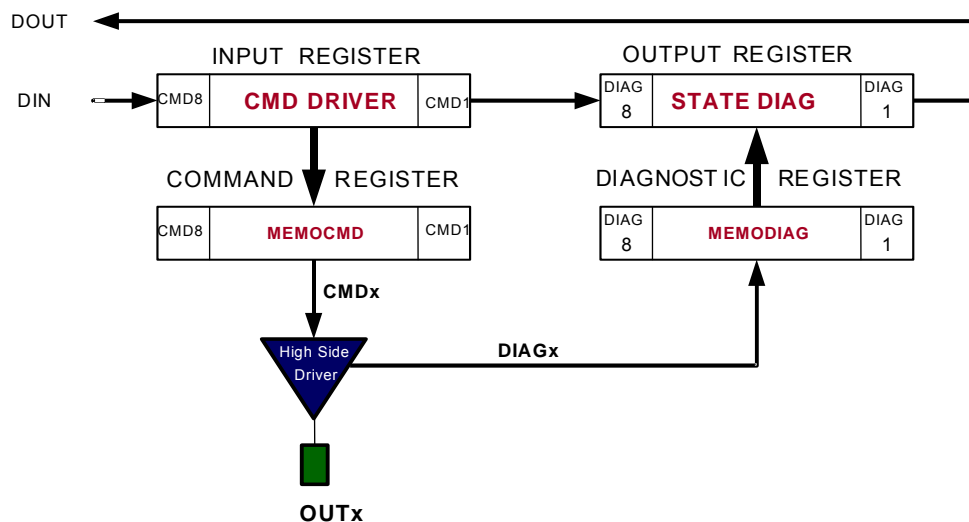 DOUT
INPUT REGISTER
OUTPUT REGISTER
DIN
CMD8
CMD DRIVER
CMD1
DIAG
8
STATE DIAG
DIAG
1
COMMAND REGISTER
DIAGNOSTIC REGISTER
CMD8
MEMOCMD
CMD1
DIAG
8
MEMODIAG
DIAG
1
CMDx
High Side
Driver
DIAGx
OUTx